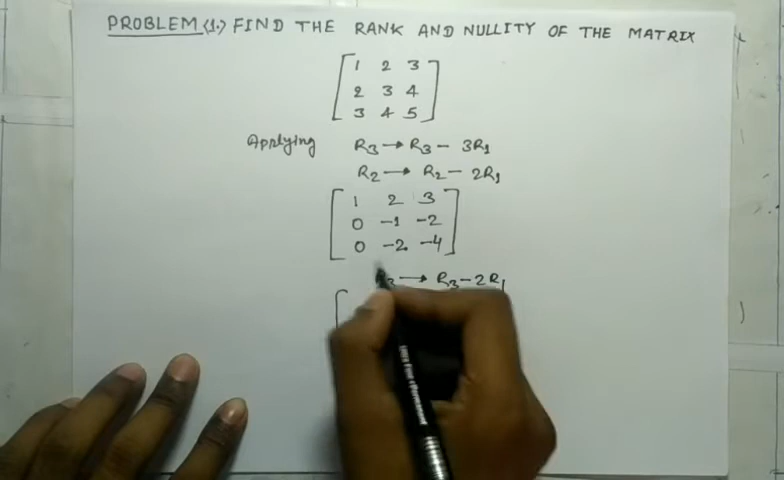 PROBLEM (1.) FIND THE RANK AND NULLITY OF THE MATRIX
1 2 3
2 3 4
3 4 5
Applying R3 → R3 - 3R1
R2 → R2 - 2R1
1 2 3
0 -1 -2
0 -2 -4
→ R3 - 2R1